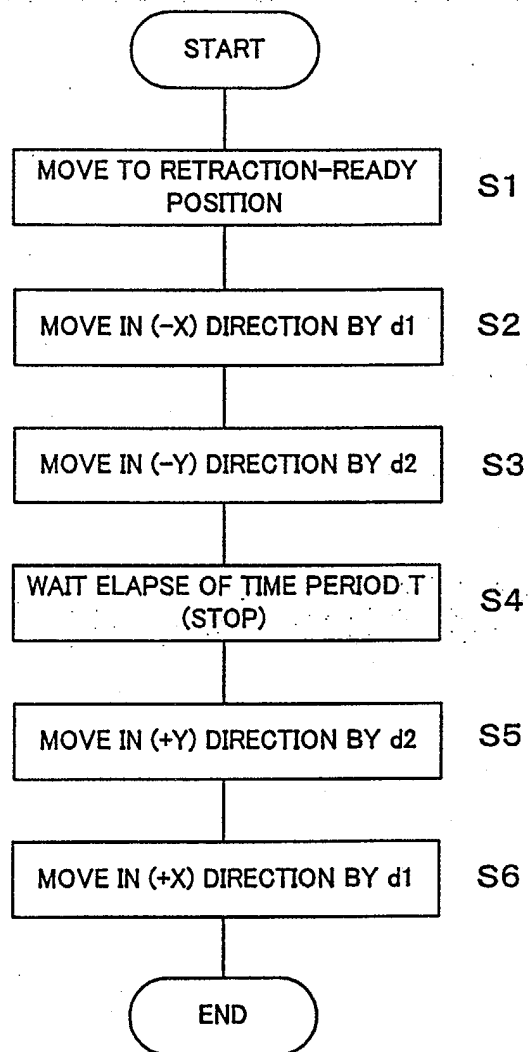 START
MOVE TO RETRACTION-READY
POSITION
S1
MOVE IN (-X) DIRECTION BY d1
S2
MOVE IN (-Y) DIRECTION BY d2
S3
WAIT ELAPSE OF TIME PERIOD T
(STOP)
S4
MOVE IN (+Y) DIRECTION BY d2
S5
MOVE IN (+X) DIRECTION BY d1
S6
END